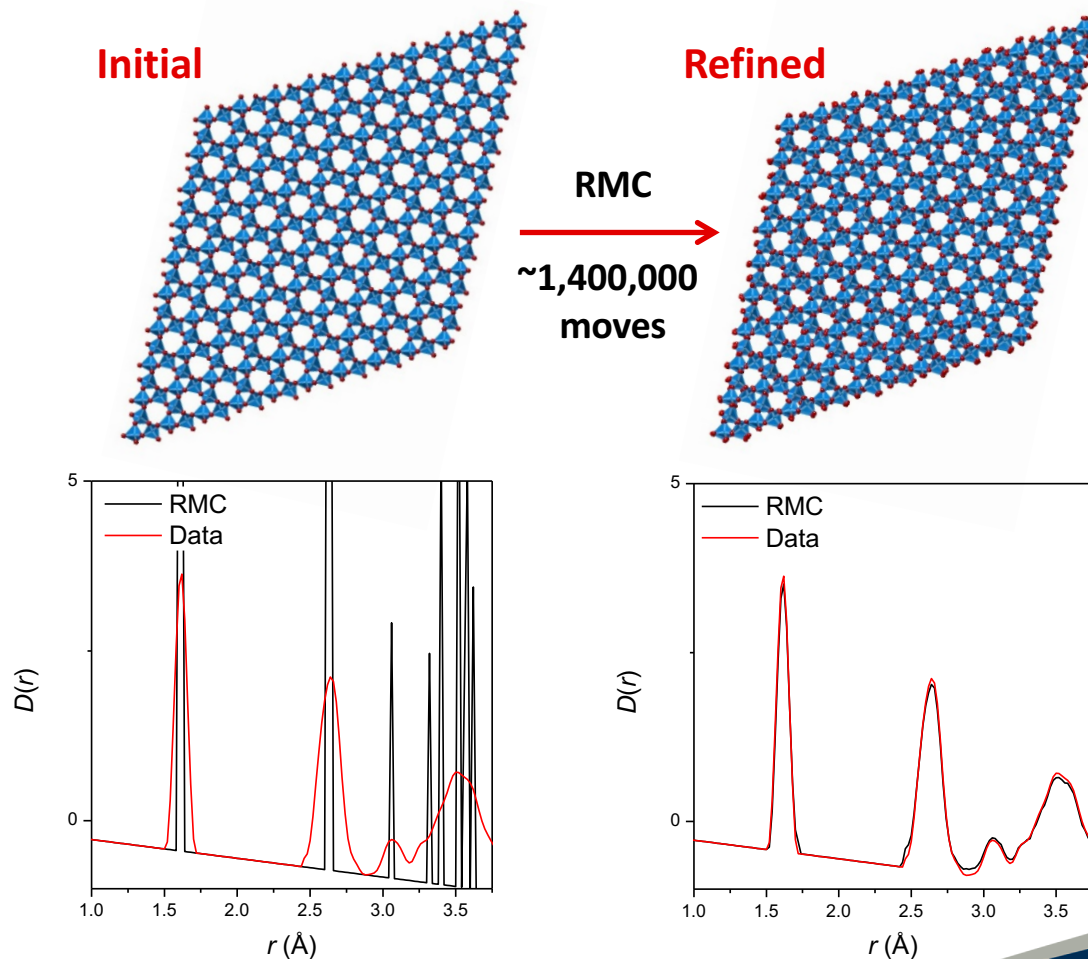 Initial
Refined
RMC
~1,400,000
moves
5
RMC
Data
D(r)
0
1.0 1.5 2.0 2.5 3.0 3.5
r (Å)
5
RMC
Data
D(r)
0
1.0 1.5 2.0 2.5 3.0 3.5
r (Å)